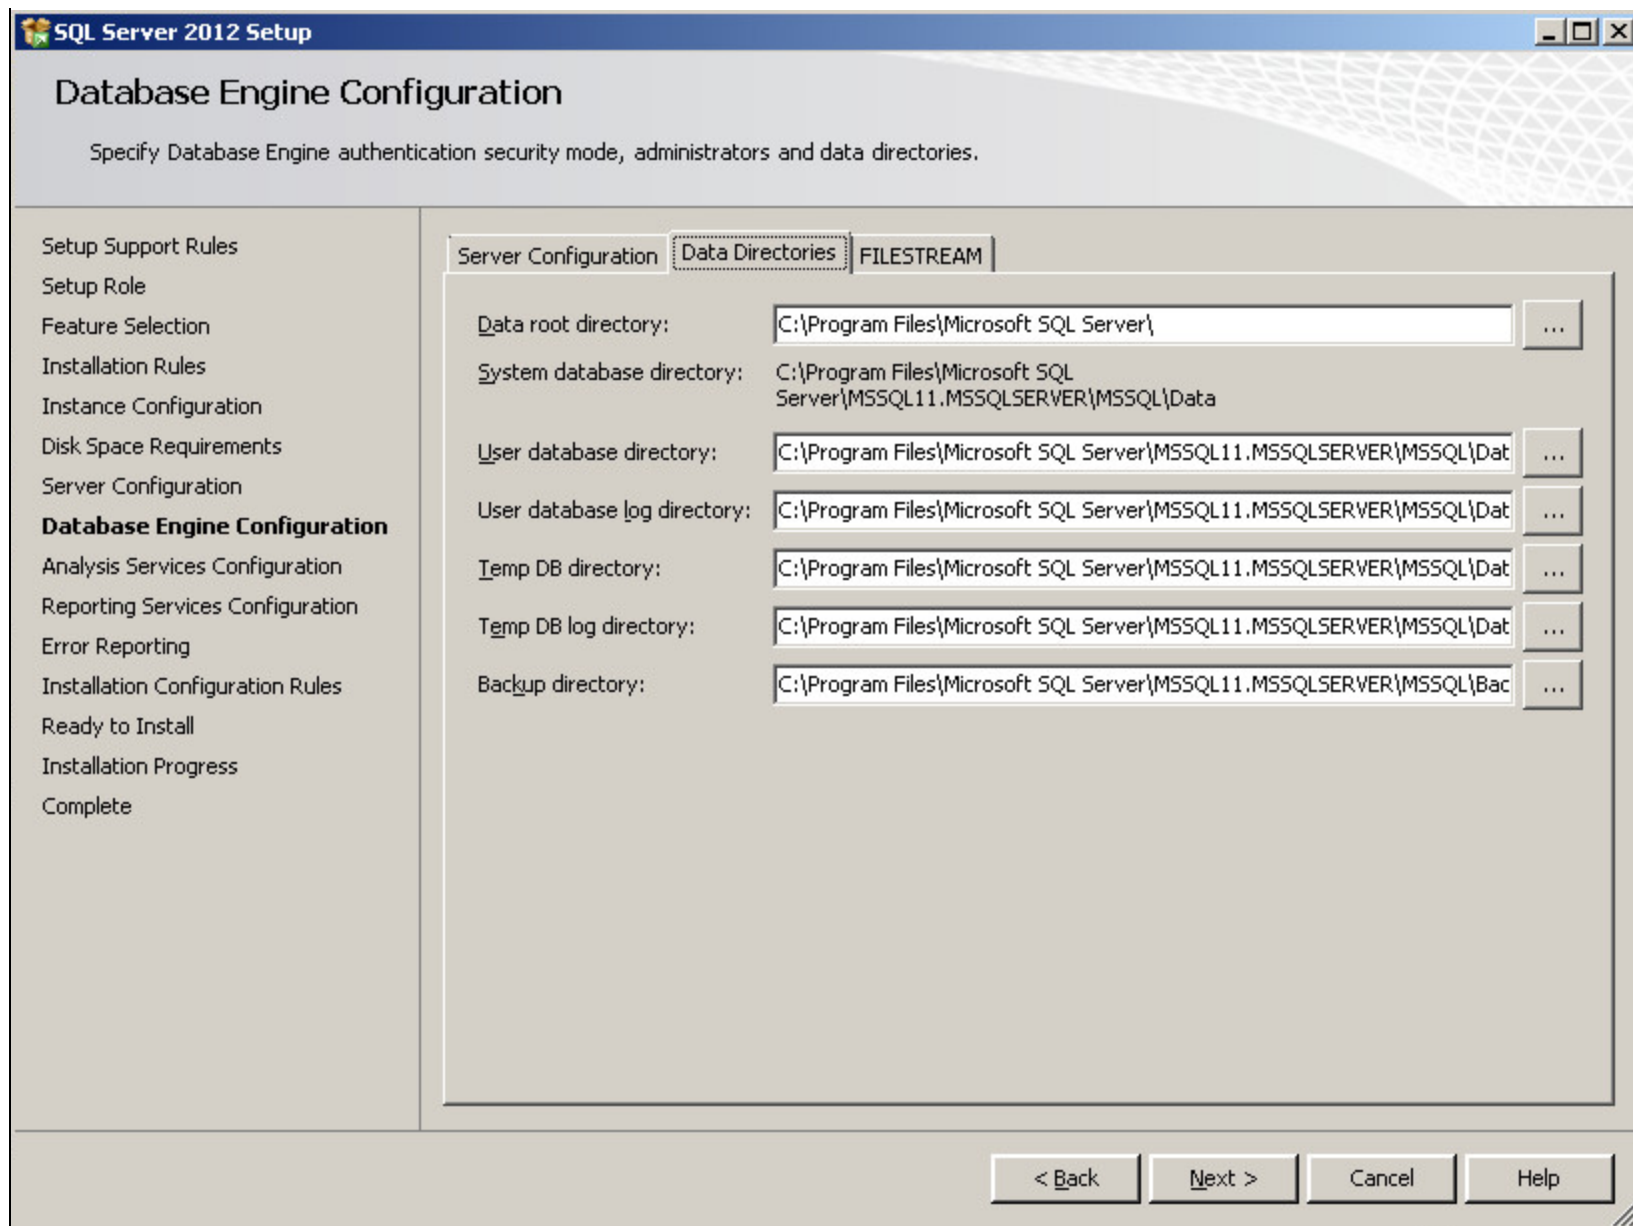 SQL Server 2012 Setup
Database Engine Configuration
Specify Database Engine authentication security mode, administrators and data directories.
Setup Support Rules
Setup Role
Feature Selection
Installation Rules
Instance Configuration
Disk Space Requirements
Server Configuration
Database Engine Configuration
Analysis Services Configuration
Reporting Services Configuration
Error Reporting
Installation Configuration Rules
Ready to Install
Installation Progress
Complete
Server Configuration Data Directories FILESTREAM
Data root directory: C:\Program Files\Microsoft SQL Server\ ...
System database directory: C:\Program Files\Microsoft SQL
Server\MSSQL11.MSSQLSERVER\MSSQL\Data
User database directory: C:\Program Files\Microsoft SQL Server\MSSQL11.MSSQLSERVER\MSSQL\Dat ...
User database log directory: C:\Program Files\Microsoft SQL Server\MSSQL11.MSSQLSERVER\MSSQL\Dat ...
Temp DB directory: C:\Program Files\Microsoft SQL Server\MSSQL11.MSSQLSERVER\MSSQL\Dat ...
Temp DB log directory: C:\Program Files\Microsoft SQL Server\MSSQL11.MSSQLSERVER\MSSQL\Dat ...
Backup directory: C:\Program Files\Microsoft SQL Server\MSSQL11.MSSQLSERVER\MSSQL\Bac ...
< Back Next > Cancel Help